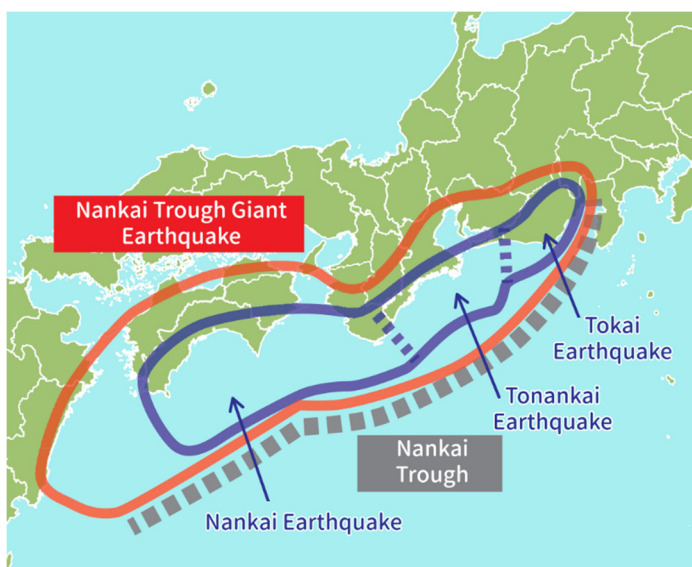 Nankai Trough Giant
Earthquake
Tokai
Earthquake
Tonankai
Earthquake
Nankai
Trough
Nankai Earthquake